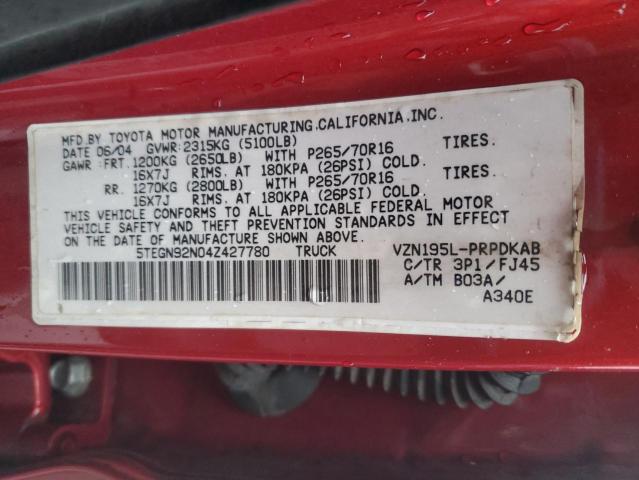 MFD.BY TOYOTA MOTOR MANUFACTURING,CALIFORNIA,INC.
DATE 06/04 GVWR:2315KG (5100LB)
GAWR: FRT.1200KG (2650LB) WITH P265/70R16 TIRES.
16X7J RIMS. AT 180KPA (26PSI) COLD.
RR. 1270KG (2800LB) WITH P265/70R16 TIRES.
16X7J RIMS. AT 180KPA (26PSI) COLD.
THIS VEHICLE CONFORMS TO ALL APPLICABLE FEDERAL MOTOR
VEHICLE SAFETY AND THEFT PREVENTION STANDARDS IN EFFECT
ON THE DATE OF MANUFACTURE SHOWN ABOVE.
5TEGN92N04Z427780 TRUCK VZN195L-PRPDKAB
C/TR 3P1/FJ45
A/TM B03A/
A340E